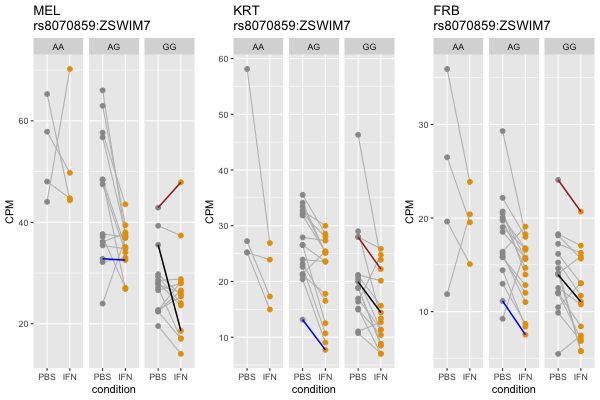 MEL
rs8070859:ZSWIM7
AA AG GG
CPM
60
40
20
PBS IFN PBS IFN PBS IFN
condition
KRT
rs8070859:ZSWIM7
AA AG GG
CPM
60
50
40
30
20
10
PBS IFN PBS IFN PBS IFN
condition
FRB
rs8070859:ZSWIM7
AA AG GG
CPM
30
20
10
PBS IFN PBS IFN PBS IFN
condition